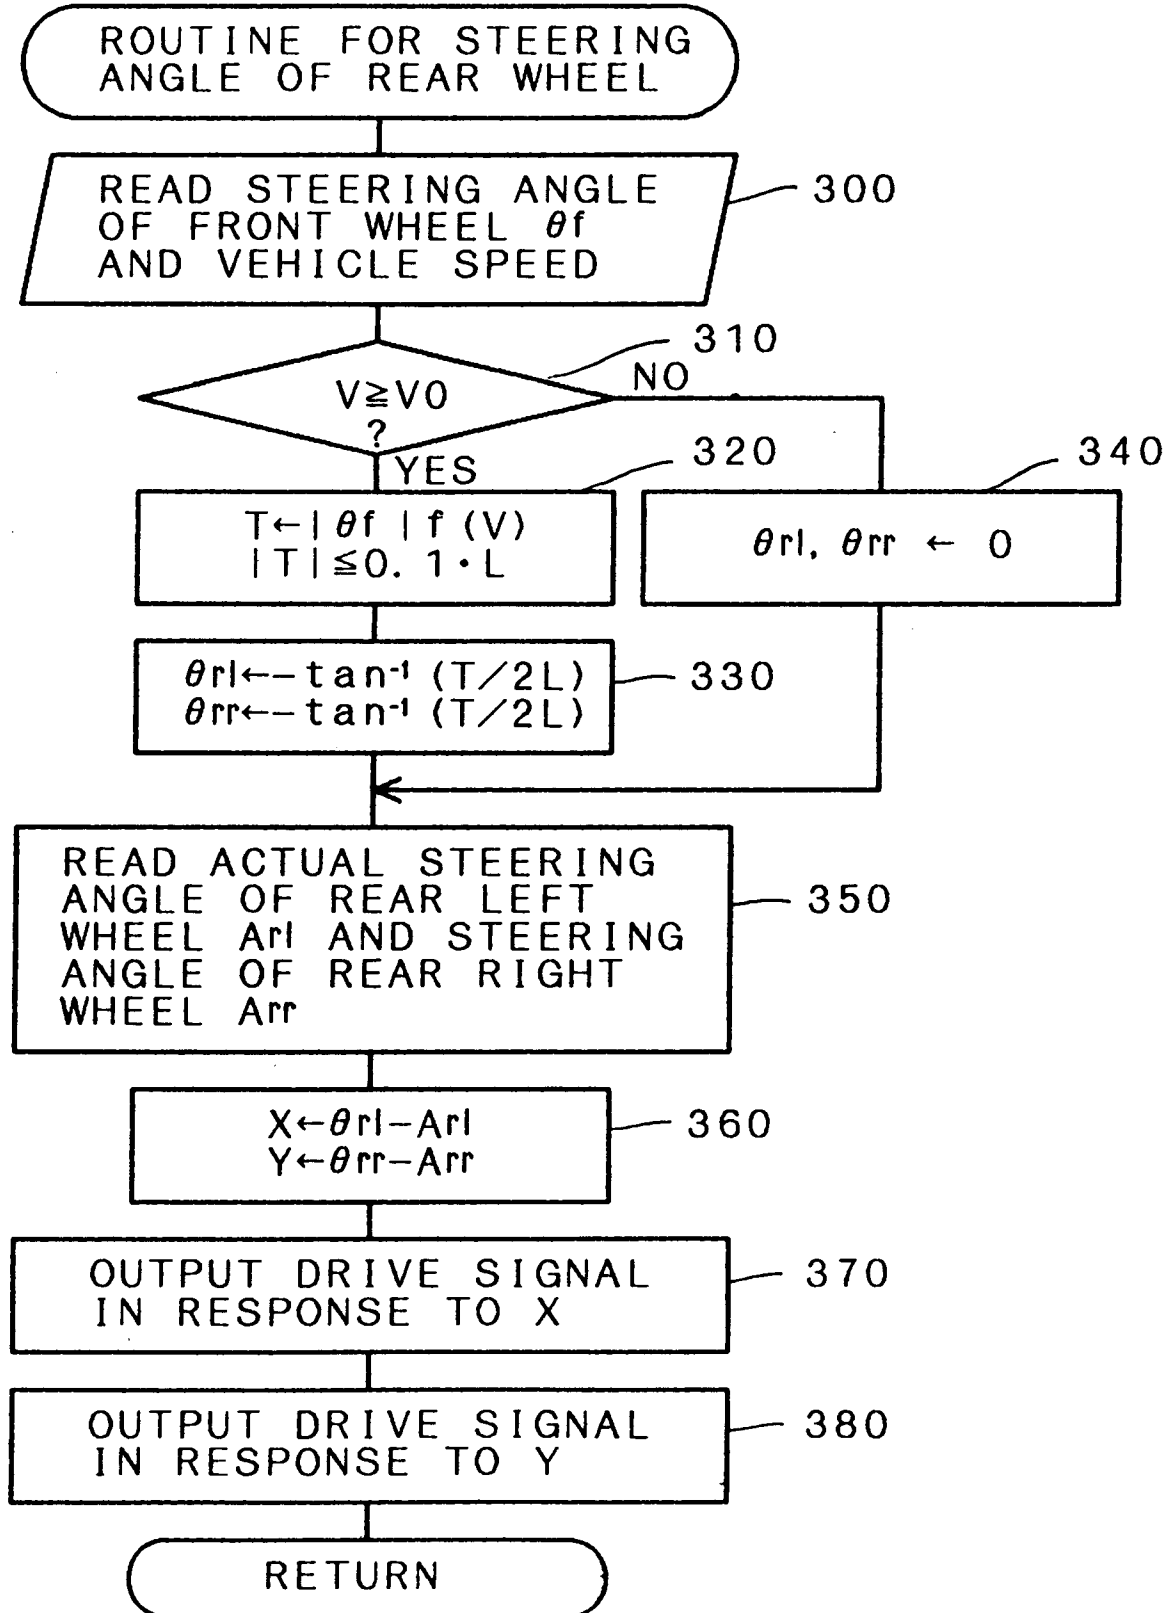 ROUTINE FOR STEERING
ANGLE OF REAR WHEEL
READ STEERING ANGLE
OF FRONT WHEEL θf
AND VEHICLE SPEED
300
310
V≧V0
?
NO
YES
320
T←|θf|f(V)
|T|≦0.1·L
340
θrl, θrr ← 0
θrl←−tan⁻¹(T/2L)
θrr←−tan⁻¹(T/2L)
330
READ ACTUAL STEERING
ANGLE OF REAR LEFT
WHEEL Arl AND STEERING
ANGLE OF REAR RIGHT
WHEEL Arr
350
X←θrl−Arl
Y←θrr−Arr
360
OUTPUT DRIVE SIGNAL
IN RESPONSE TO X
370
OUTPUT DRIVE SIGNAL
IN RESPONSE TO Y
380
RETURN